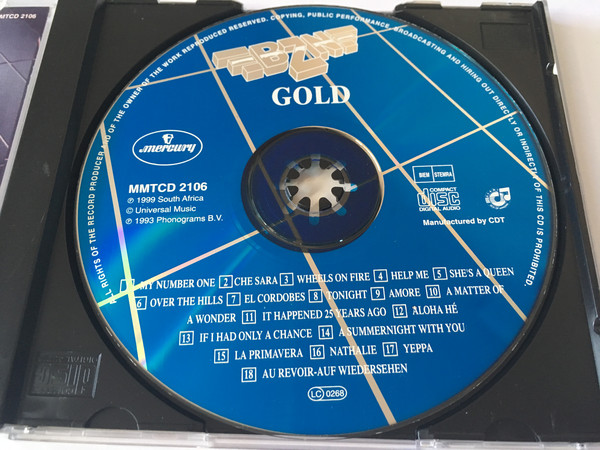 MTCD 2106
ALL RIGHTS OF THE RECORD PRODUCER AND OF THE OWNER OF THE WORK REPRODUCED RESERVED. COPYING, PUBLIC PERFORMANCE, BROADCASTING AND HIRING OUT DIRECTLY OR INDIRECTLY OF THIS CD IS PROHIBITED.
GOLD
mercury
MMTCD 2106
℗ 1999 South Africa
© Universal Music
℗ 1993 Phonograms B.V.
BIEM STEMRA
COMPACT
disc
DIGITAL AUDIO
Manufactured by CDT
1 MY NUMBER ONE 2 CHE SARA 3 WHEELS ON FIRE 4 HELP ME 5 SHE'S A QUEEN
6 OVER THE HILLS 7 EL CORDOBES 8 TONIGHT 9 AMORE 10 A MATTER OF
A WONDER 11 IT HAPPENED 25 YEARS AGO 12 ALOHA HÉ
13 IF I HAD ONLY A CHANCE 14 A SUMMERNIGHT WITH YOU
15 LA PRIMAVERA 16 NATHALIE 17 YEPPA
18 AU REVOIR-AUF WIEDERSEHEN
LC 0268